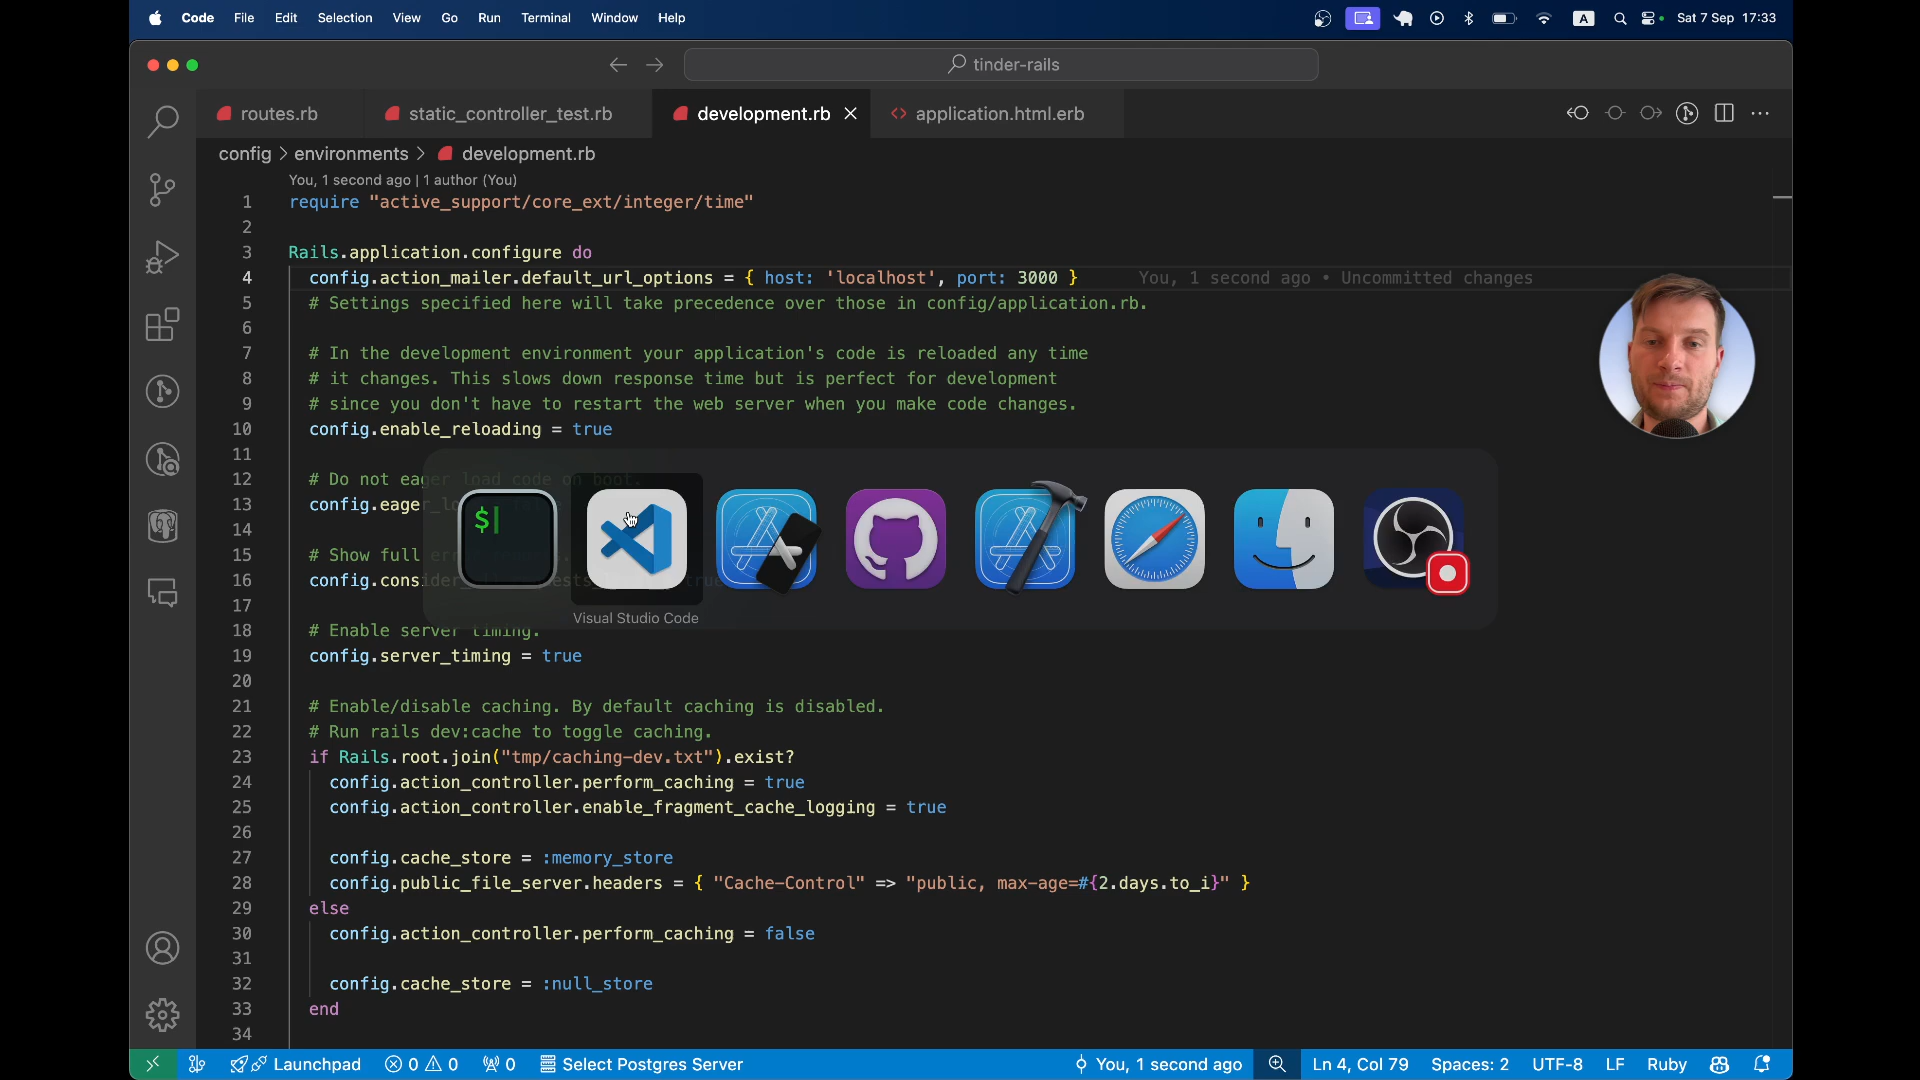 Code File Edit Selection View Go Run Terminal Window Help A Sat 7 Sep 17:33
tinder-rails
routes.rb static_controller_test.rb development.rb application.html.erb
config > environments > development.rb
You, 1 second ago | 1 author (You)
1 require "active_support/core_ext/integer/time"
2
3 Rails.application.configure do
4 config.action_mailer.default_url_options = { host: 'localhost', port: 3000 } You, 1 second ago • Uncommitted changes
5 # Settings specified here will take precedence over those in config/application.rb.
6
7 # In the development environment your application's code is reloaded any time
8 # it changes. This slows down response time but is perfect for development
9 # since you don't have to restart the web server when you make code changes.
10 config.enable_reloading = true
11
12 # Do not eager load code on boot.
13 config.eager_lo
14
$
15 # Show full
16 config.consi
17
Visual Studio Code
18 # Enable server timing.
19 config.server_timing = true
20
21 # Enable/disable caching. By default caching is disabled.
22 # Run rails dev:cache to toggle caching.
23 if Rails.root.join("tmp/caching-dev.txt").exist?
24 config.action_controller.perform_caching = true
25 config.action_controller.enable_fragment_cache_logging = true
26
27 config.cache_store = :memory_store
28 config.public_file_server.headers = { "Cache-Control" => "public, max-age=#{2.days.to_i}" }
29 else
30 config.action_controller.perform_caching = false
31
32 config.cache_store = :null_store
33 end
34
Launchpad 0 0 0 Select Postgres Server You, 1 second ago Ln 4, Col 79 Spaces: 2 UTF-8 LF Ruby